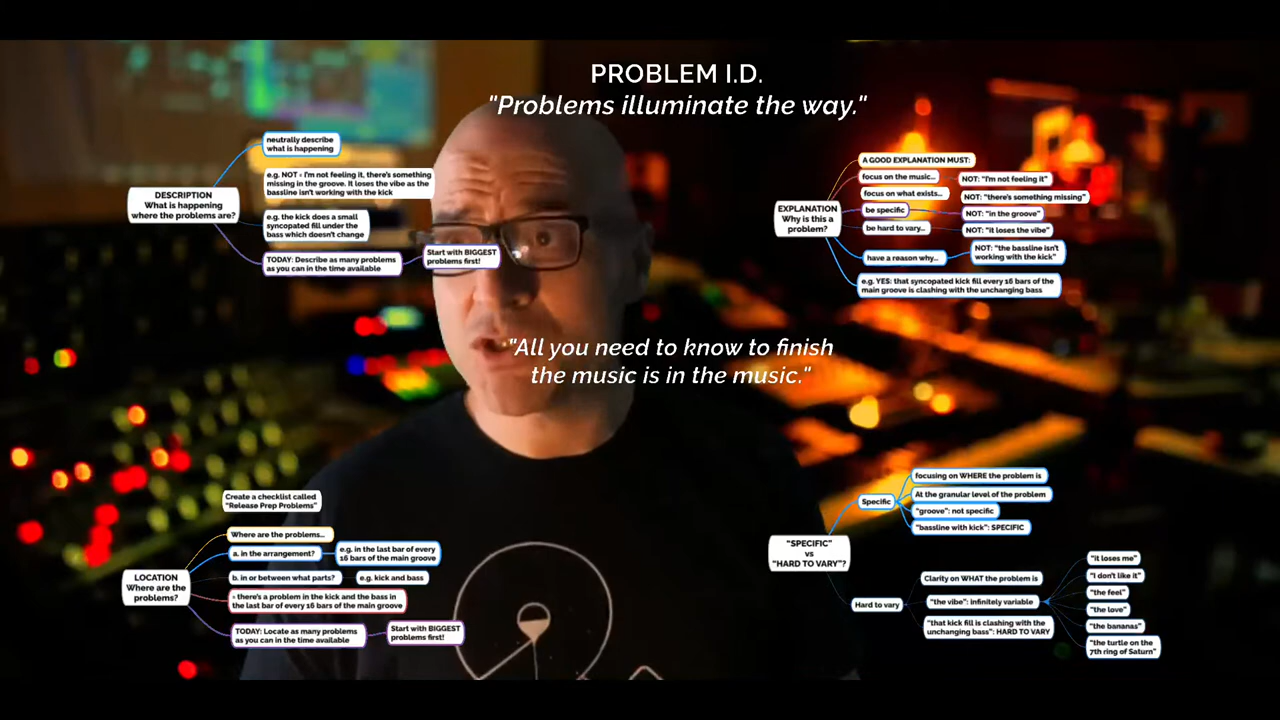 PROBLEM I.D.
"Problems illuminate the way."
DESCRIPTION
What is happening
where the problems are?
neutrally describe
what is happening
e.g. NOT - I'm not feeling it, there's something
missing in the groove. It loses the vibe as the
bassline isn't working with the kick
e.g. the kick does a small
syncopated fill under the
bass which doesn't change
TODAY: Describe as many problems
as you can in the time available
Start with BIGGEST
problems first!
EXPLANATION
Why is this a
problem?
A GOOD EXPLANATION MUST:
focus on the music...
NOT: "I'm not feeling it"
focus on what exists...
NOT: "there's something missing"
be specific
NOT: "in the groove"
be hard to vary...
NOT: "it loses the vibe"
have a reason why...
NOT: "the bassline isn't
working with the kick"
e.g. YES: that syncopated kick fill every 16 bars of the
main groove is clashing with the unchanging bass
"All you need to know to finish
the music is in the music."
Create a checklist called
"Release Prep Problems"
LOCATION
Where are the
problems?
Where are the problems...
a. in the arrangement?
e.g. in the last bar of every
16 bars of the main groove
b. in or between what parts?
e.g. kick and bass
- there's a problem in the kick and the bass in
the last bar of every 16 bars of the main groove
TODAY: Locate as many problems
as you can in the time available
Start with BIGGEST
problems first!
"SPECIFIC"
vs
"HARD TO VARY"?
Specific
focusing on WHERE the problem is
At the granular level of the problem
"groove": not specific
"bassline with kick": SPECIFIC
Hard to vary
Clarity on WHAT the problem is
"the vibe": infinitely variable
"that kick fill is clashing with the
unchanging bass": HARD TO VARY
"it loses me"
"I don't like it"
"the feel"
"the love"
"the bananas"
"the turtle on the
7th ring of Saturn"